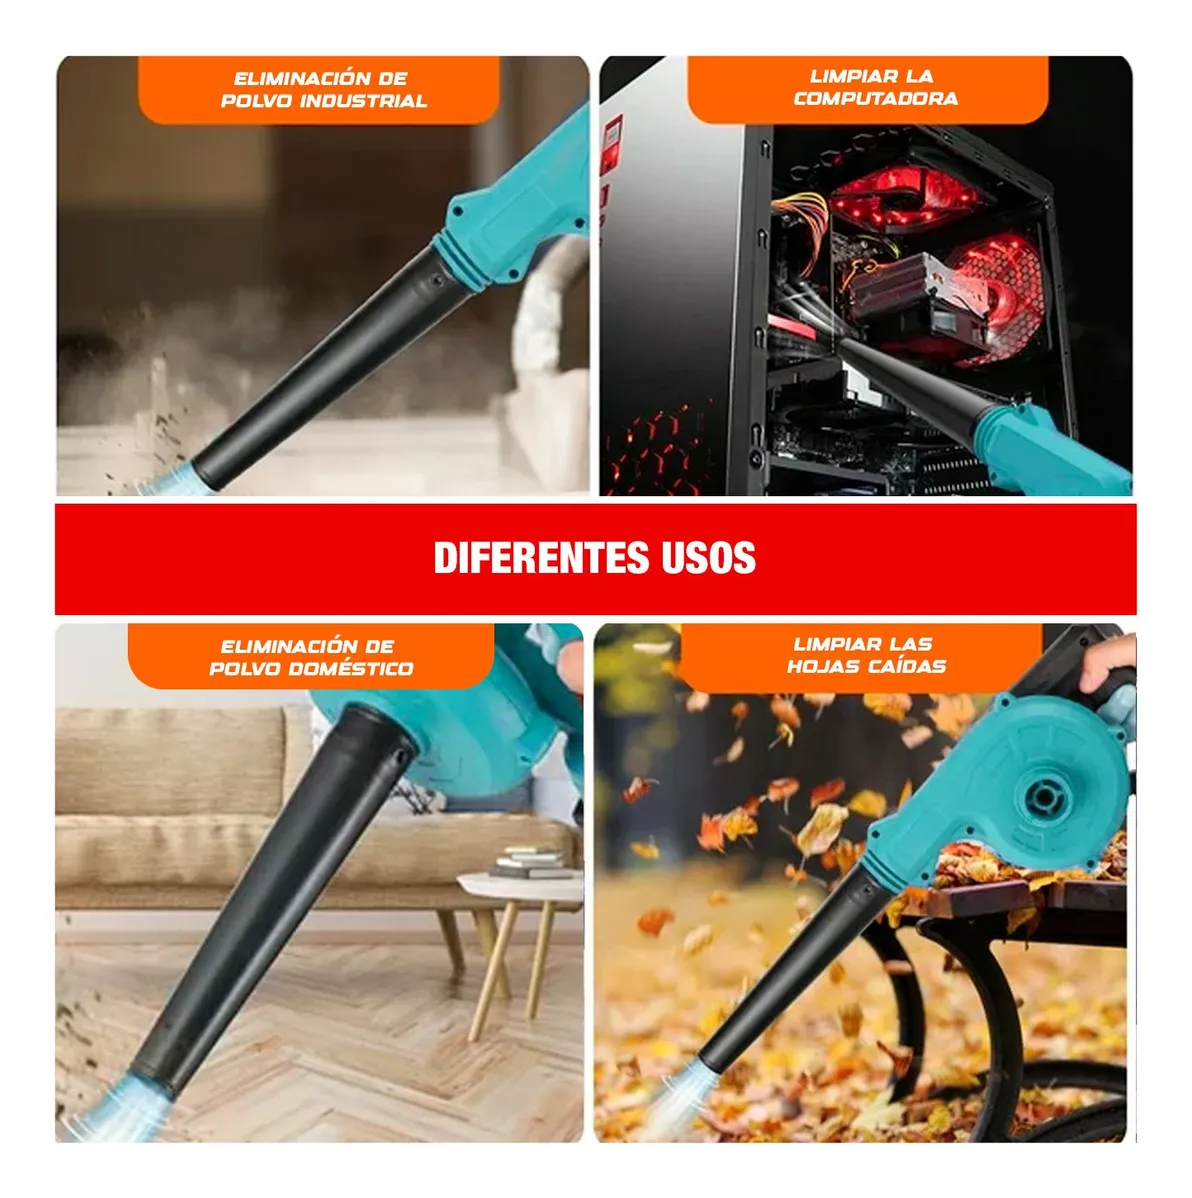 ELIMINACIÓN DE
POLVO INDUSTRIAL
LIMPIAR LA
COMPUTADORA
DIFERENTES USOS
ELIMINACIÓN DE
POLVO DOMÉSTICO
LIMPIAR LAS
HOJAS CAÍDAS